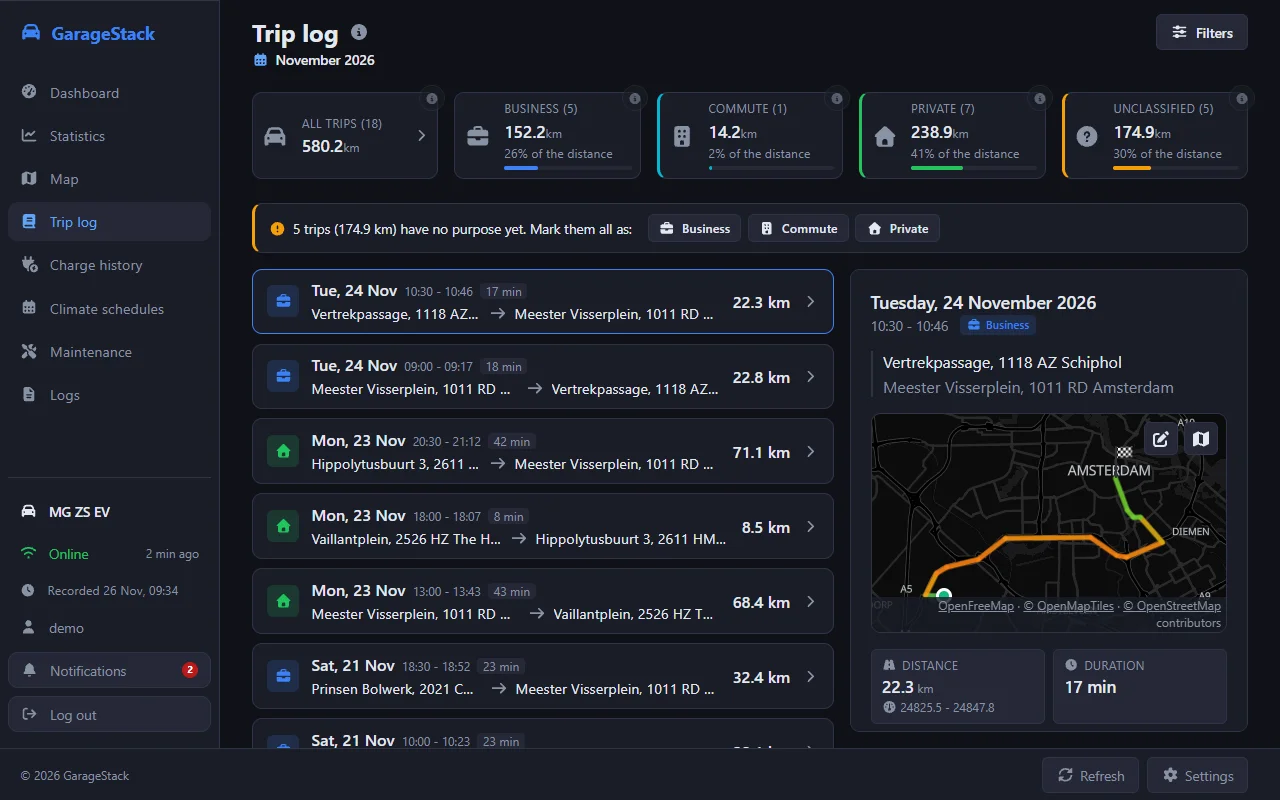 GarageStack
Dashboard
Statistics
Map
Trip log
Charge history
Climate schedules
Maintenance
Logs
MG ZS EV
Online 2 min ago
Recorded 26 Nov, 09:34
demo
Notifications 2
Log out
Trip log
November 2026
Filters
ALL TRIPS (18)
580.2km
BUSINESS (5)
152.2km
26% of the distance
COMMUTE (1)
14.2km
2% of the distance
PRIVATE (7)
238.9km
41% of the distance
UNCLASSIFIED (5)
174.9km
30% of the distance
5 trips (174.9 km) have no purpose yet. Mark them all as: Business Commute Private
Tue, 24 Nov 10:30 - 10:46 17 min
Vertrekpassage, 1118 AZ... → Meester Visserplein, 1011 RD ...
22.3 km
Tue, 24 Nov 09:00 - 09:17 18 min
Meester Visserplein, 1011 RD ... → Vertrekpassage, 1118 AZ...
22.8 km
Mon, 23 Nov 20:30 - 21:12 42 min
Hippolytusbuurt 3, 2611 ... → Meester Visserplein, 1011 RD ...
71.1 km
Mon, 23 Nov 18:00 - 18:07 8 min
Vaillantplein, 2526 HZ The H... → Hippolytusbuurt 3, 2611 HM...
8.5 km
Mon, 23 Nov 13:00 - 13:43 43 min
Meester Visserplein, 1011 RD ... → Vaillantplein, 2526 HZ T...
68.4 km
Sat, 21 Nov 18:30 - 18:52 23 min
Prinsen Bolwerk, 2021 C... → Meester Visserplein, 1011 RD ...
32.4 km
Sat, 21 Nov 10:00 - 10:23 23 min
Tuesday, 24 November 2026
10:30 - 10:46 Business
Vertrekpassage, 1118 AZ Schiphol
Meester Visserplein, 1011 RD Amsterdam
A10
AMSTERDAM
DIEMEN
A5
A9
OpenFreeMap · © OpenMapTiles · © OpenStreetMap
contributors
DISTANCE
22.3 km
24825.5 - 24847.8
DURATION
17 min
© 2026 GarageStack
Refresh
Settings